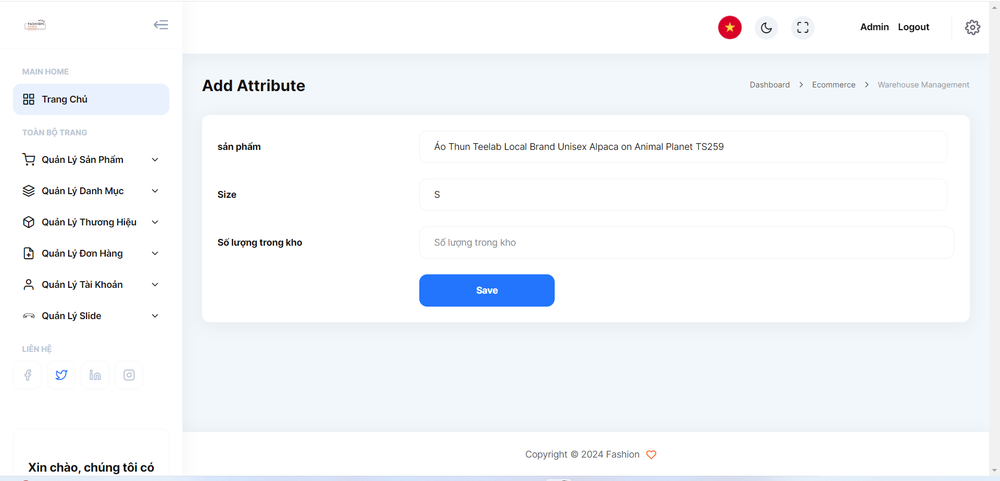 FASHION
Admin Logout
MAIN HOME
Trang Chủ
TOÀN BỘ TRANG
Quản Lý Sản Phẩm
Quản Lý Danh Mục
Quản Lý Thương Hiệu
Quản Lý Đơn Hàng
Quản Lý Tài Khoản
Quản Lý Slide
LIÊN HỆ
Xin chào, chúng tôi có
Add Attribute
Dashboard > Ecommerce > Warehouse Management
sản phẩm
Áo Thun Teelab Local Brand Unisex Alpaca on Animal Planet TS259
Size
S
Số lượng trong kho
Số lượng trong kho
Save
Copyright © 2024 Fashion